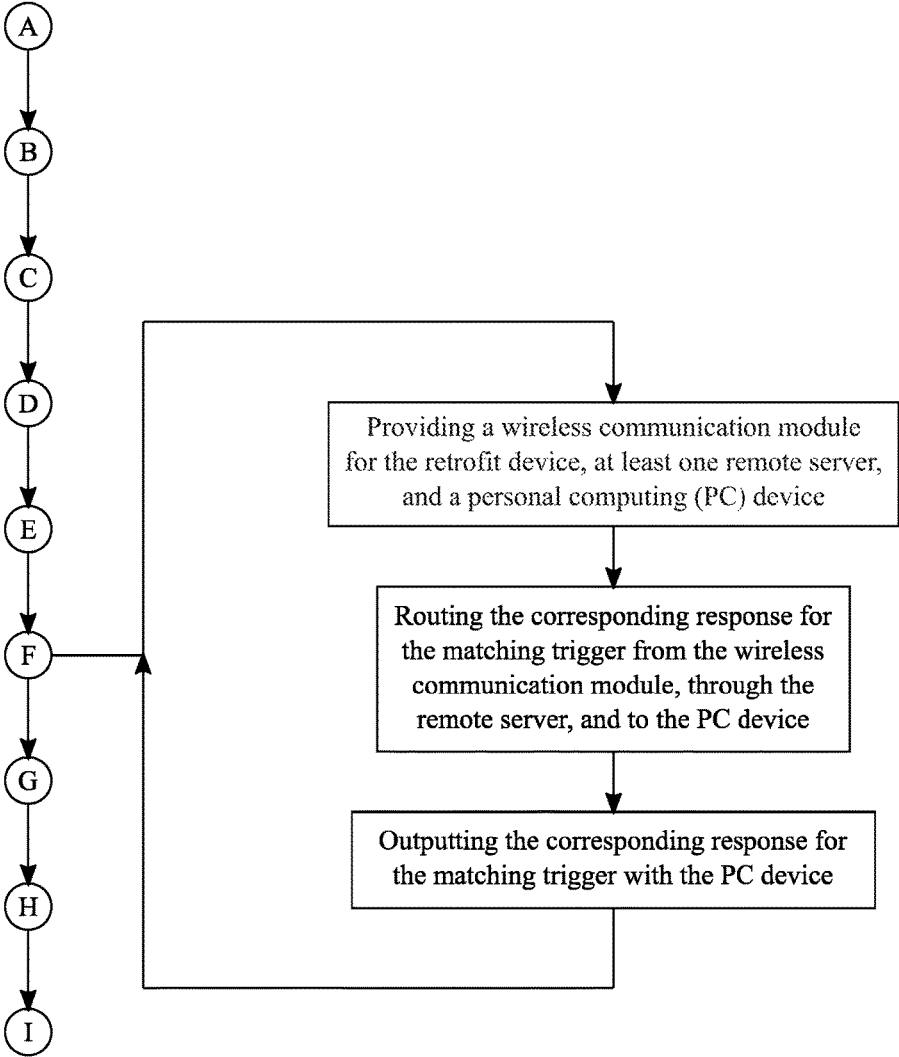 A
B
C
D
E
F
G
H
I
Providing a wireless communication module
for the retrofit device, at least one remote server,
and a personal computing (PC) device
Routing the corresponding response for
the matching trigger from the wireless
communication module, through the
remote server, and to the PC device
Outputting the corresponding response for
the matching trigger with the PC device